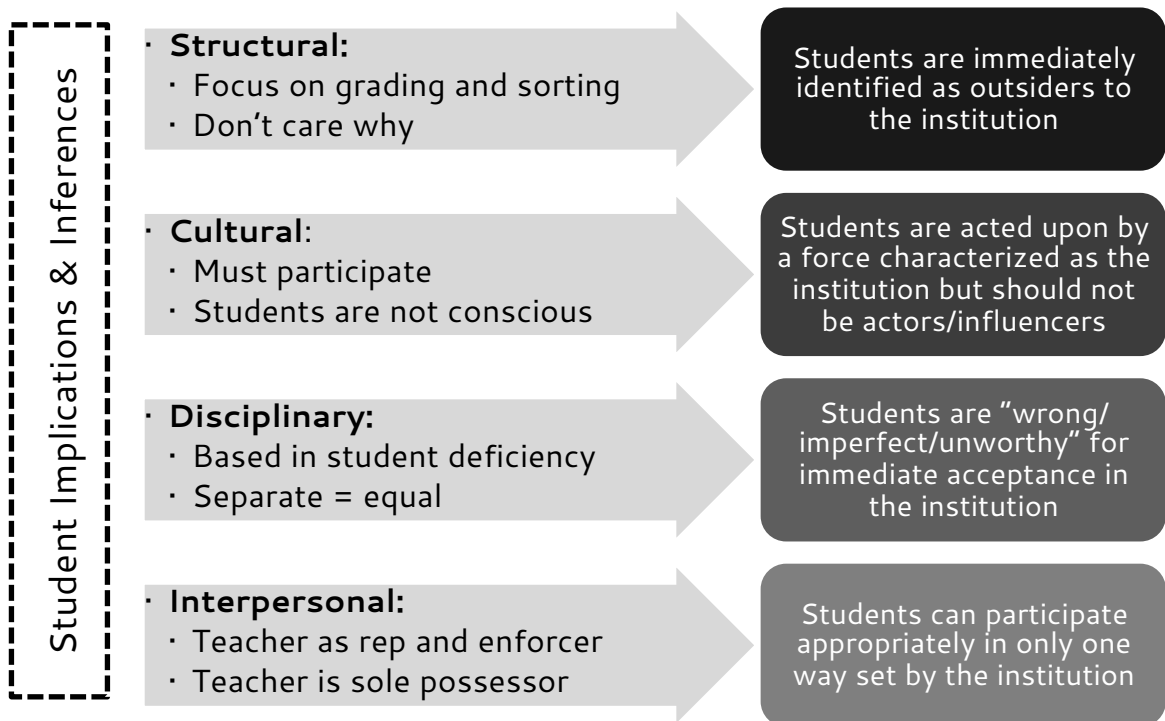 Student Implications & Inferences
· Structural:
· Focus on grading and sorting
· Don't care why
Students are immediately
identified as outsiders to
the institution
· Cultural:
· Must participate
· Students are not conscious
Students are acted upon by
a force characterized as the
institution but should not
be actors/influencers
· Disciplinary:
· Based in student deficiency
· Separate = equal
Students are "wrong/
imperfect/unworthy" for
immediate acceptance in
the institution
· Interpersonal:
· Teacher as rep and enforcer
· Teacher is sole possessor
Students can participate
appropriately in only one
way set by the institution